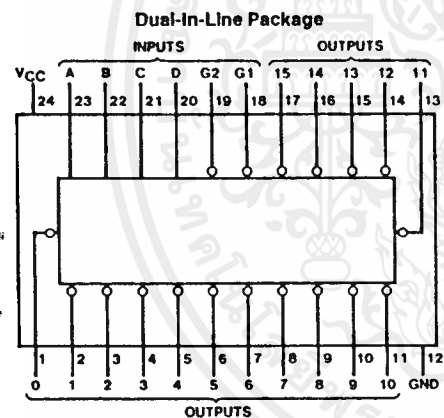 Dual-In-Line Package
INPUTS OUTPUTS
VCC A B C D G2 G1 15 14 13 12 11
24 23 22 21 20 19 18 17 16 15 14 13
1 2 3 4 5 6 7 8 9 10 11 12
0 1 2 3 4 5 6 7 8 9 10 GND
OUTPUTS